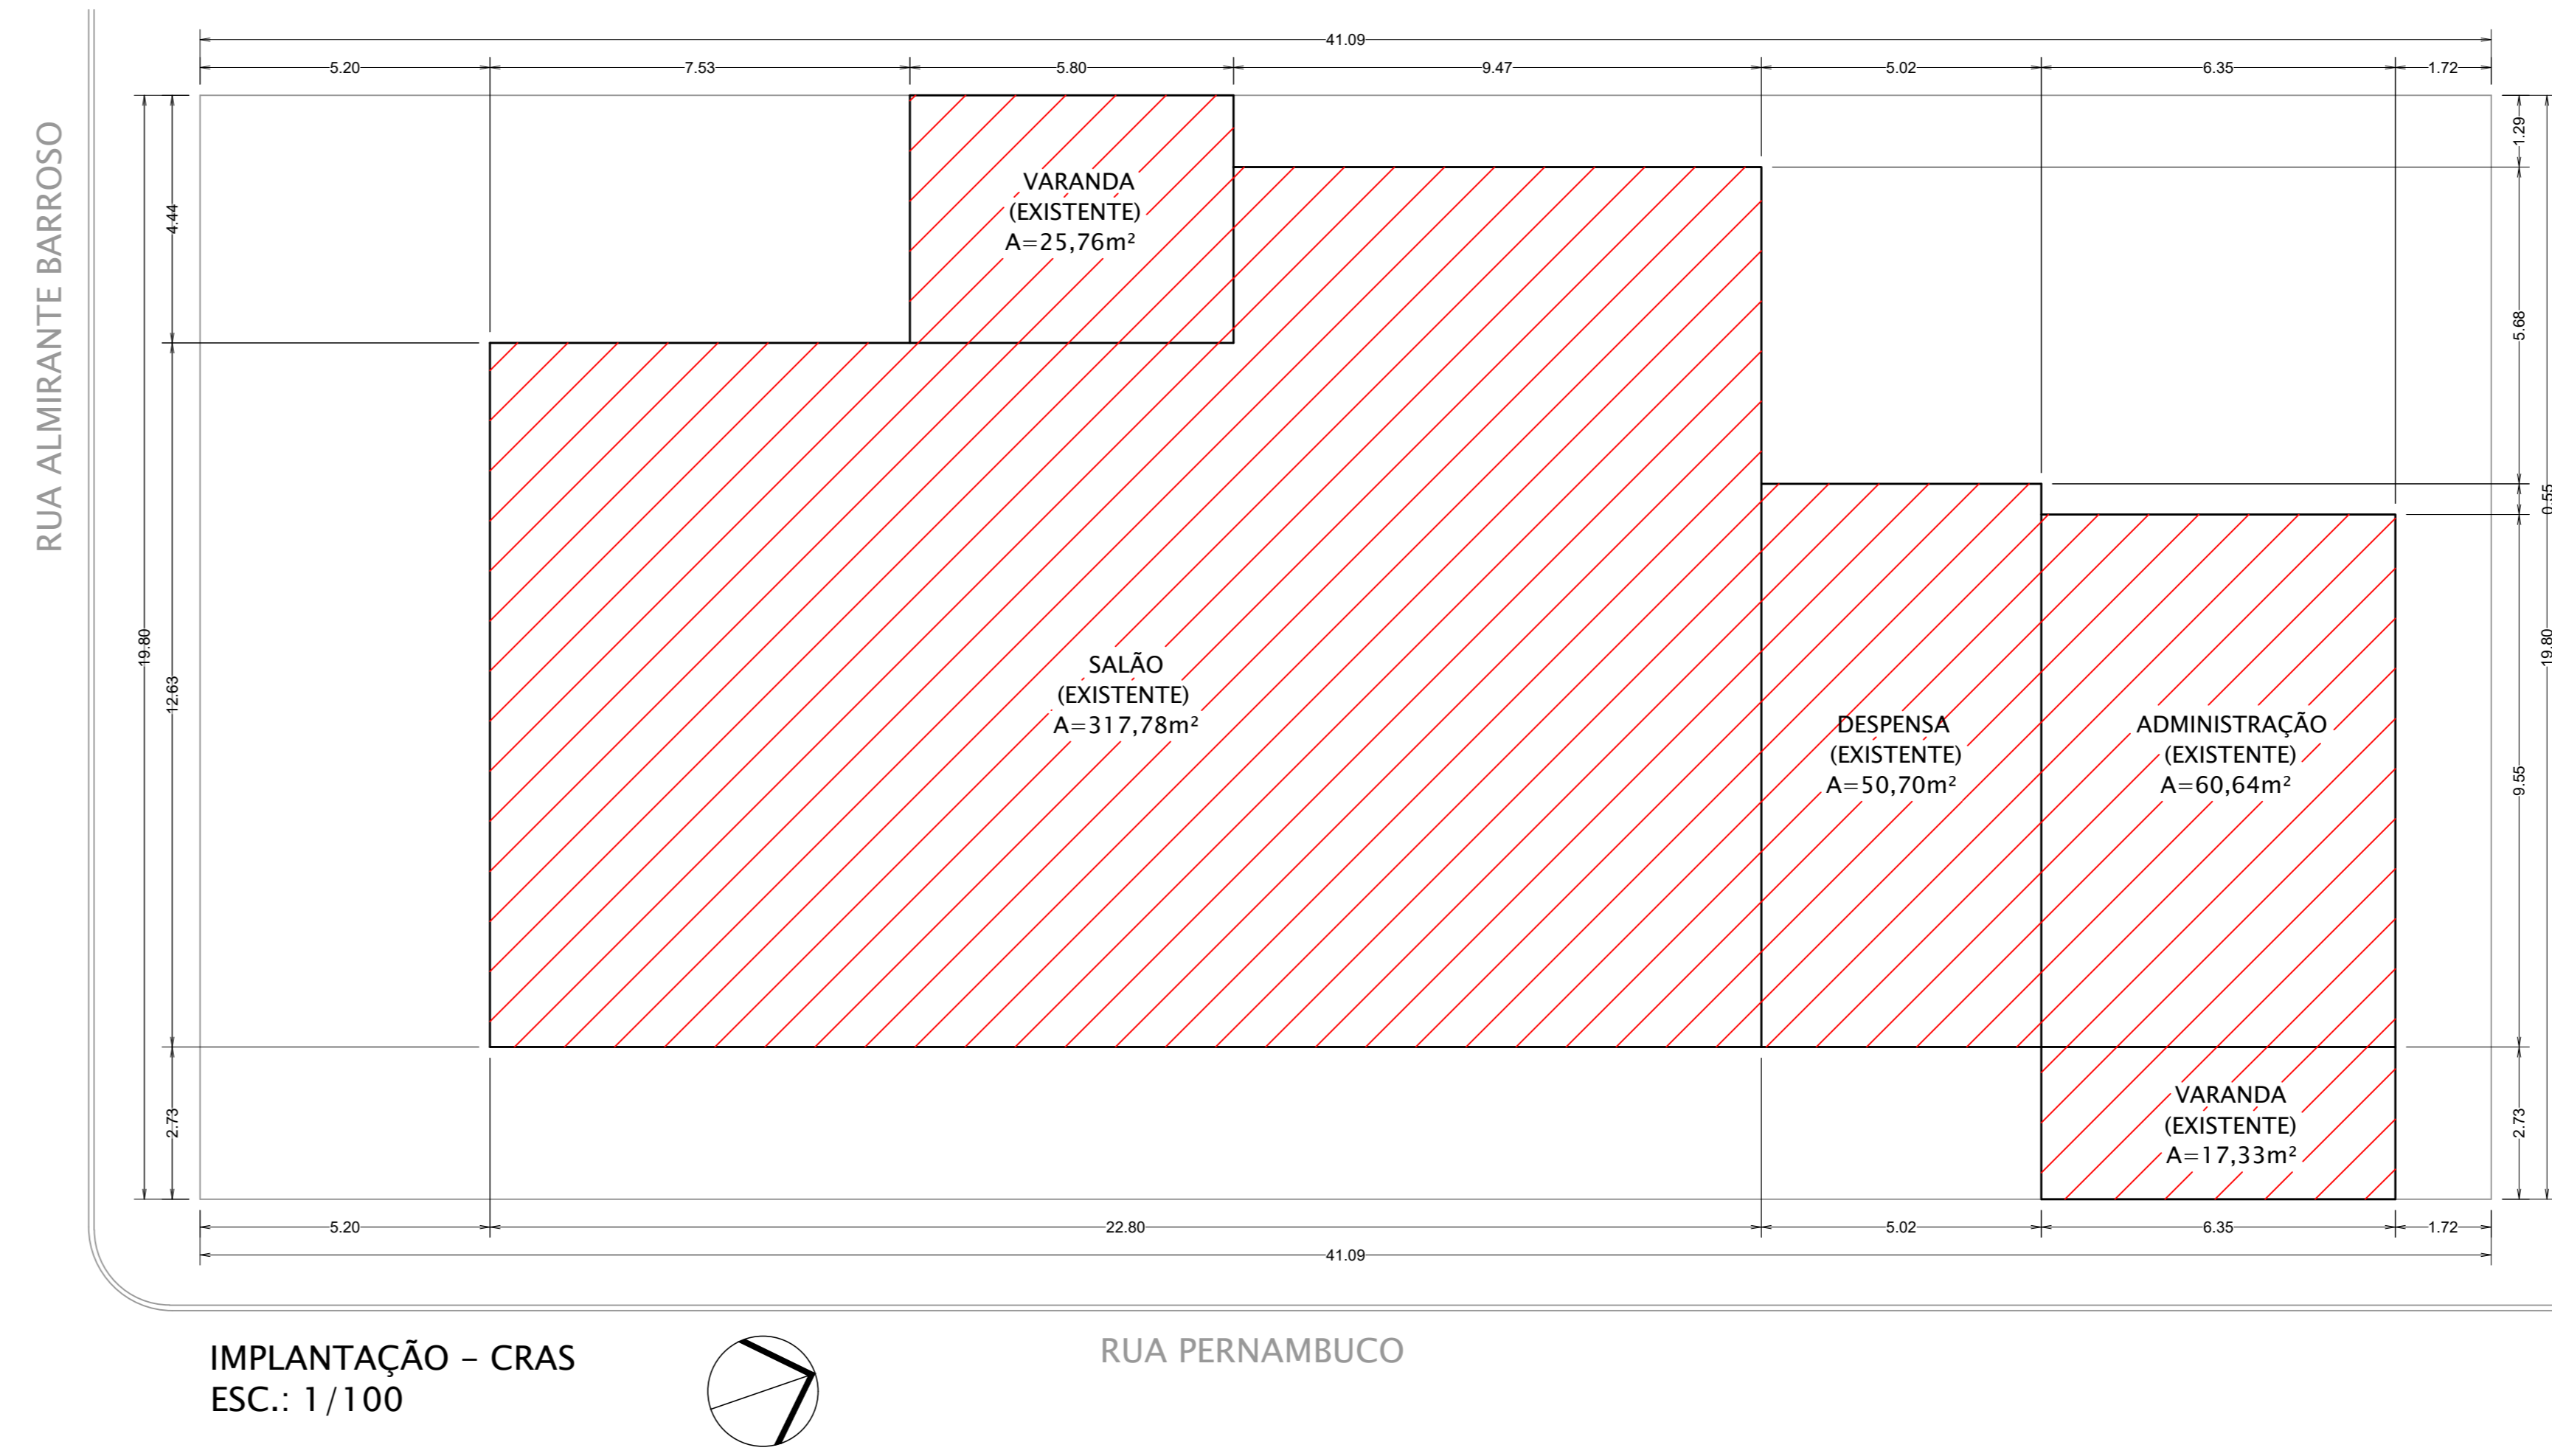 41.09
5.20
7.53
5.80
9.47
5.02
6.35
1.72
RUA ALMIRANTE BARROSO
19.80
4.44
12.63
2.73
VARANDA
(EXISTENTE)
A=25,76m²
SALÃO
(EXISTENTE)
A=317,78m²
DESPENSA
(EXISTENTE)
A=50,70m²
ADMINISTRAÇÃO
(EXISTENTE)
A=60,64m²
VARANDA
(EXISTENTE)
A=17,33m²
1.29
5.68
0.55
9.55
2.73
19.80
5.20
22.80
5.02
6.35
1.72
41.09
IMPLANTAÇÃO - CRAS
ESC.: 1/100
RUA PERNAMBUCO